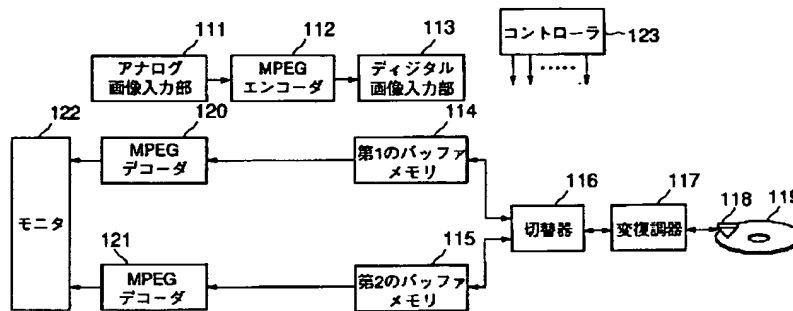 111
112
113
アナログ
画像入力部
MPEG
エンコーダ
ディジタル
画像入力部
コントローラ
123
122
120
114
MPEG
デコーダ
第1のバッファ
メモリ
モニタ
116
117
118
119
切替器
変復調器
121
115
MPEG
デコーダ
第2のバッファ
メモリ